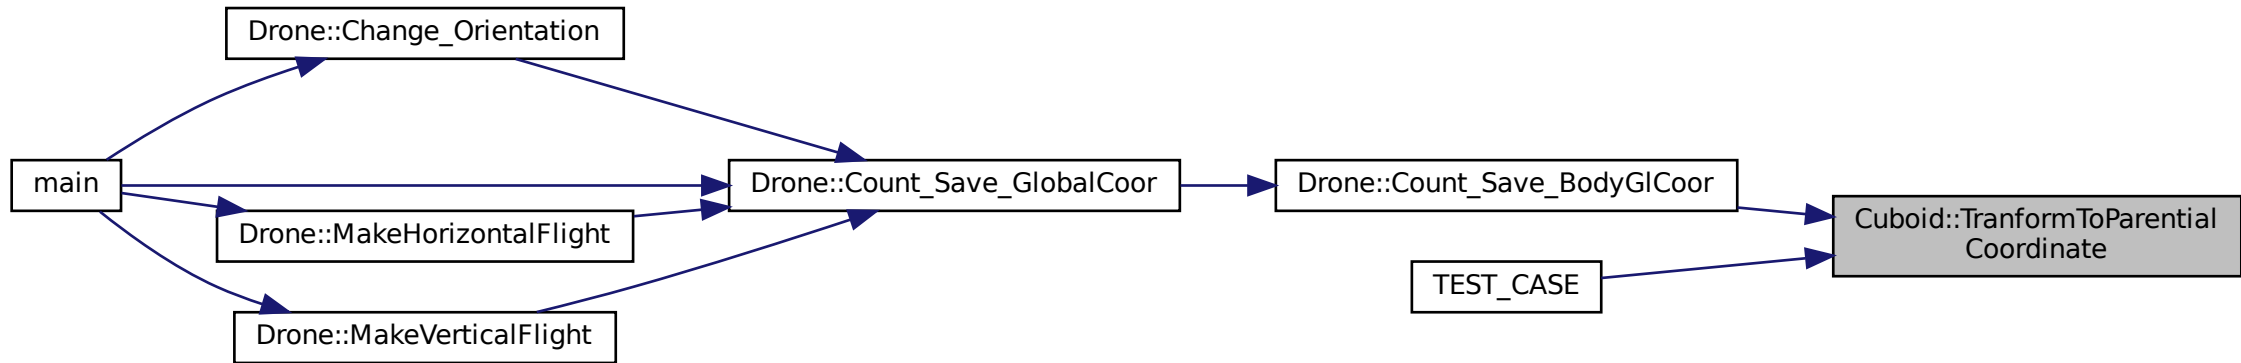 Drone::Change_Orientation
main
Drone::Count_Save_GlobalCoor
Drone::Count_Save_BodyGlCoor
Cuboid::TranformToParential
Coordinate
Drone::MakeHorizontalFlight
TEST_CASE
Drone::MakeVerticalFlight